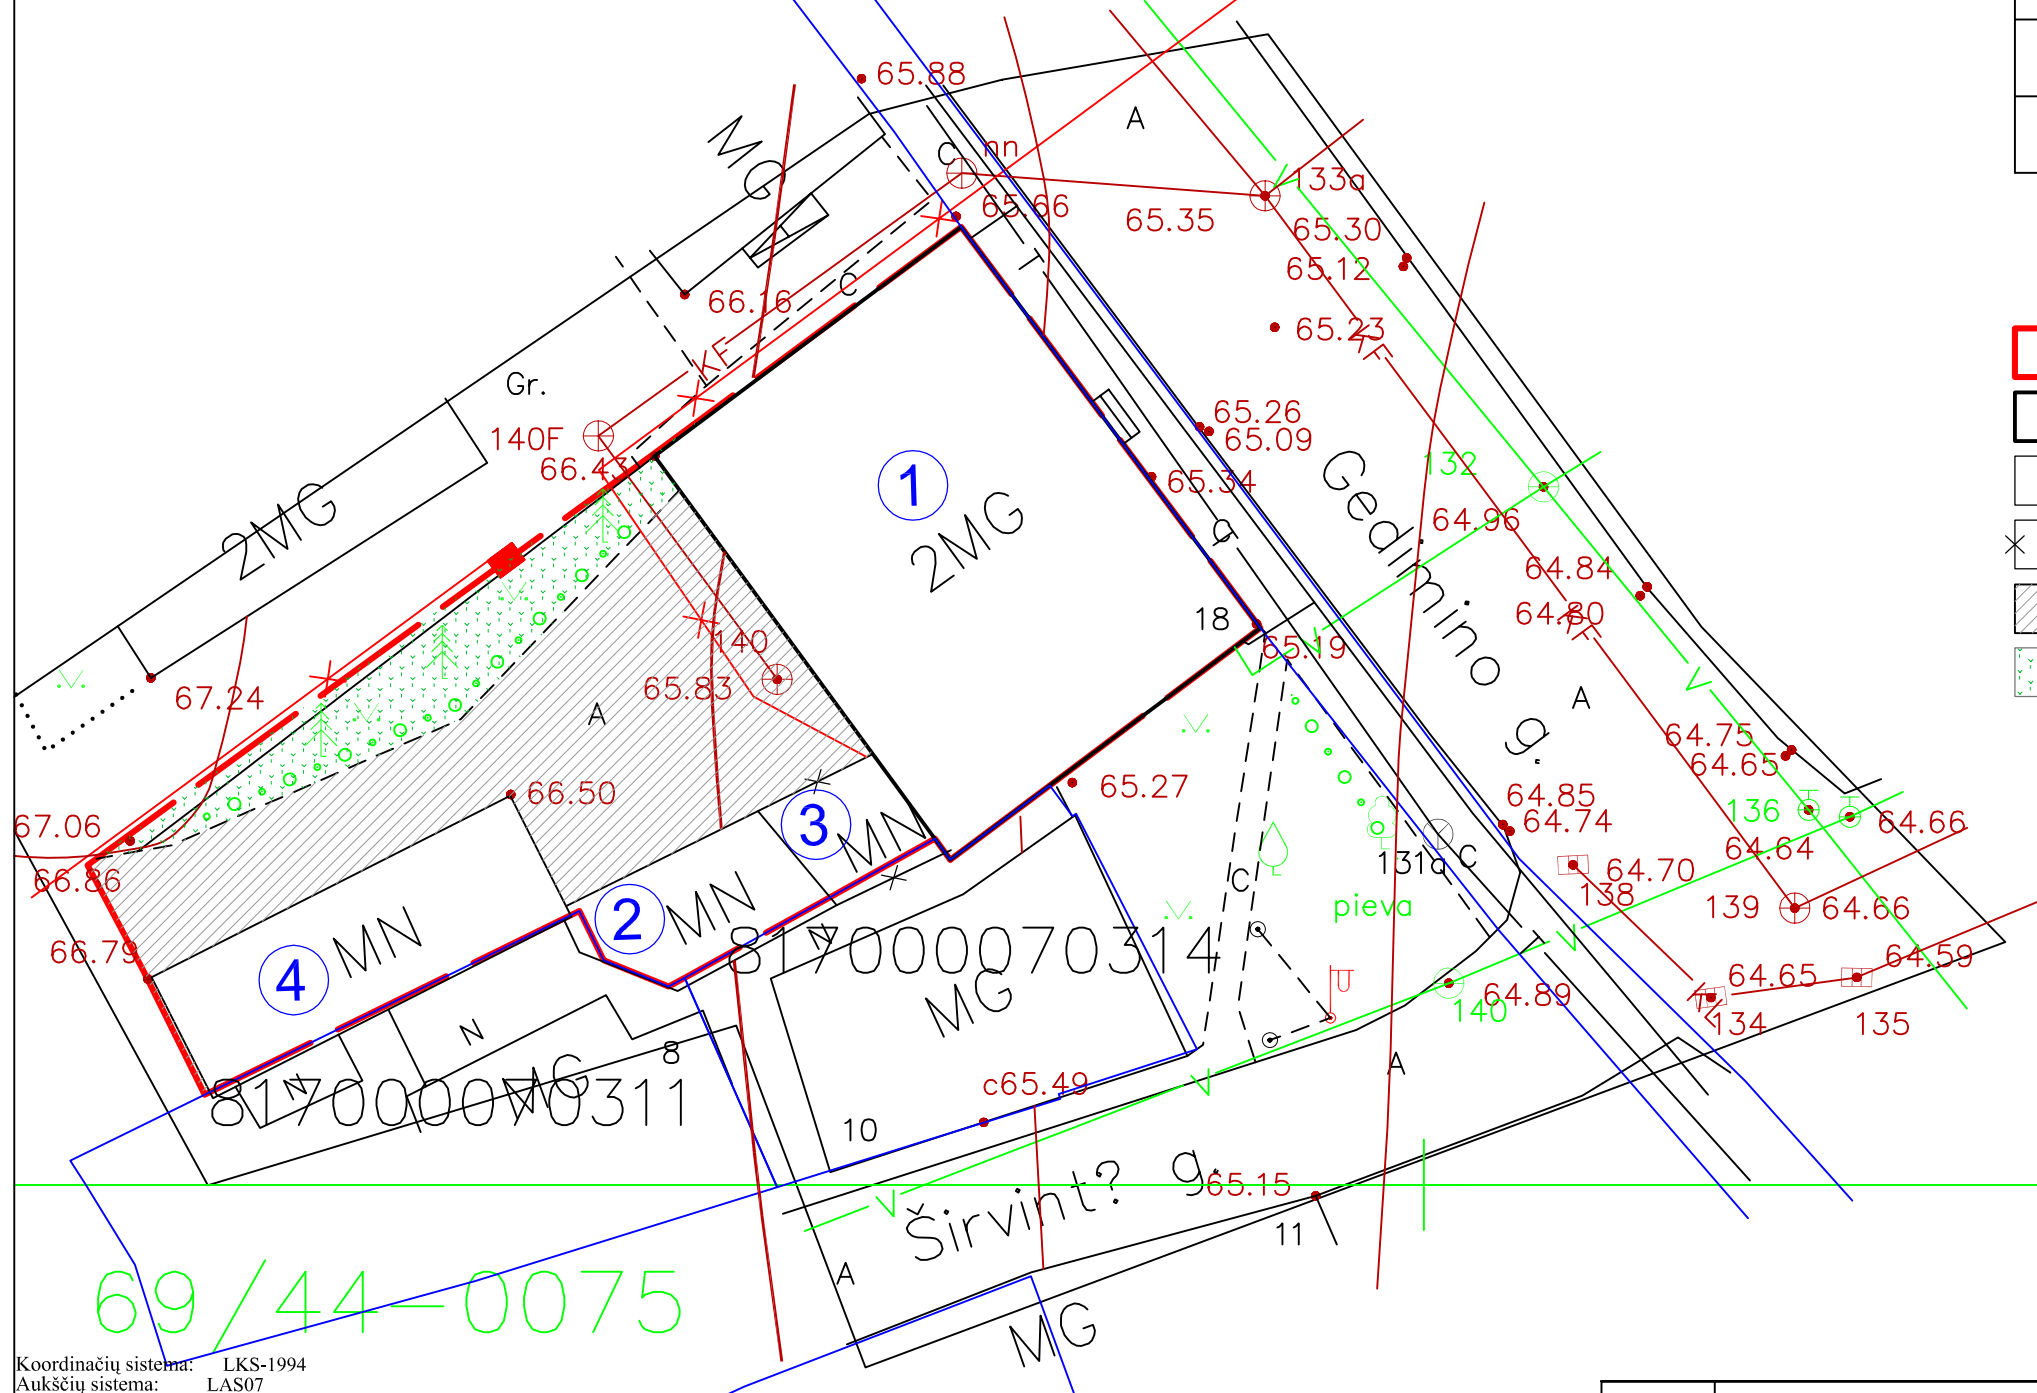 65.88
A
MG
C
nn
133a
65.66
65.35
65.30
65.12
C
66.16
T
65.23
KF
KF
Gr.
65.26
65.09
140F
66.43
132
65.34
1
2MG
2MG
64.96
Gedimino g.
64.84
64.80
18
65.19
140
65.83
A
67.24
A
V
64.75
64.65
65.27
66.50
64.85
64.74
136
64.66
67.06
3
MN
64.64
131a
C
66.86
64.70
138
C
pieva
139
64.66
2
MN
66.79
4
MN
N
817000070314
MG
64.65
64.59
64.89
140
134
135
N
8
A
c65.49
N
MG
817000070311
V
10
Širvint? g.
65.15
V
11
A
69/44-0075
MG
Koordinačių sistema: LKS-1994
Aukščių sistema: LAS07